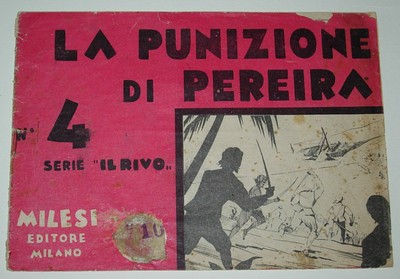 LA PUNIZIONE
DI PEREIRA
N° 4
SERIE "IL RIVO"
MILESI
EDITORE
MILANO
10